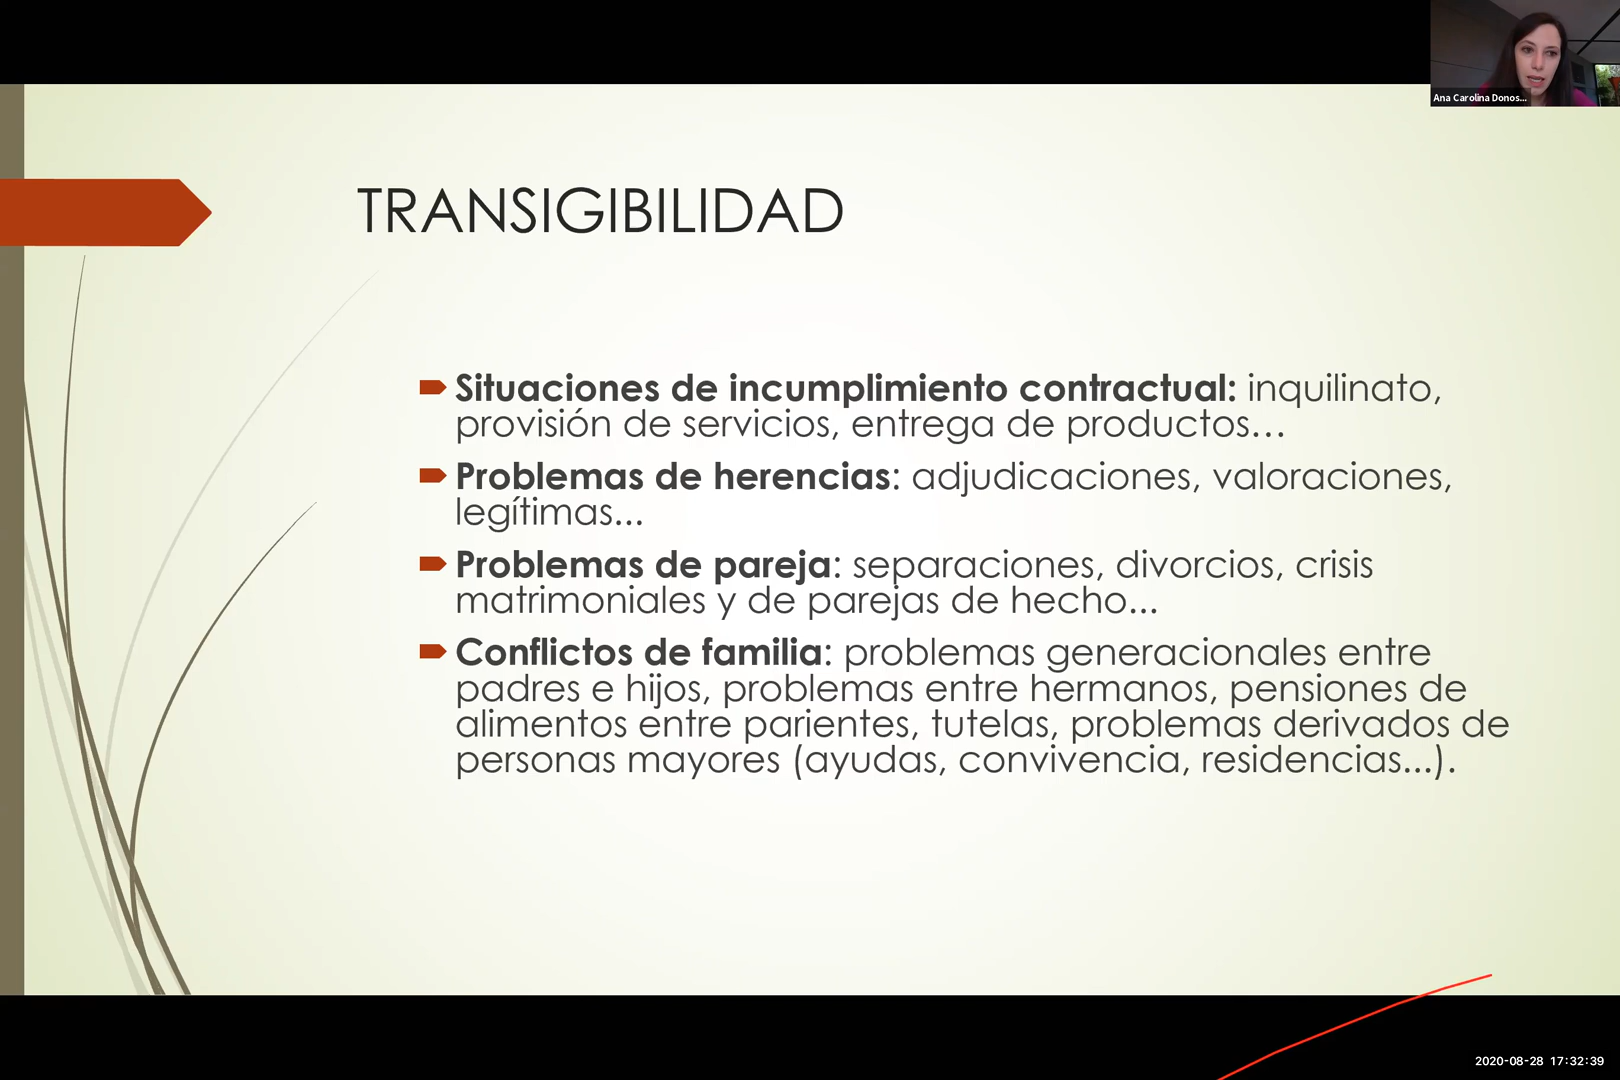 Ana Carolina Donos...
TRANSIGIBILIDAD
Situaciones de incumplimiento contractual: inquilinato,
provisión de servicios, entrega de productos…
Problemas de herencias: adjudicaciones, valoraciones,
legítimas...
Problemas de pareja: separaciones, divorcios, crisis
matrimoniales y de parejas de hecho...
Conflictos de familia: problemas generacionales entre
padres e hijos, problemas entre hermanos, pensiones de
alimentos entre parientes, tutelas, problemas derivados de
personas mayores (ayudas, convivencia, residencias...).
2020-08-28 17:32:39